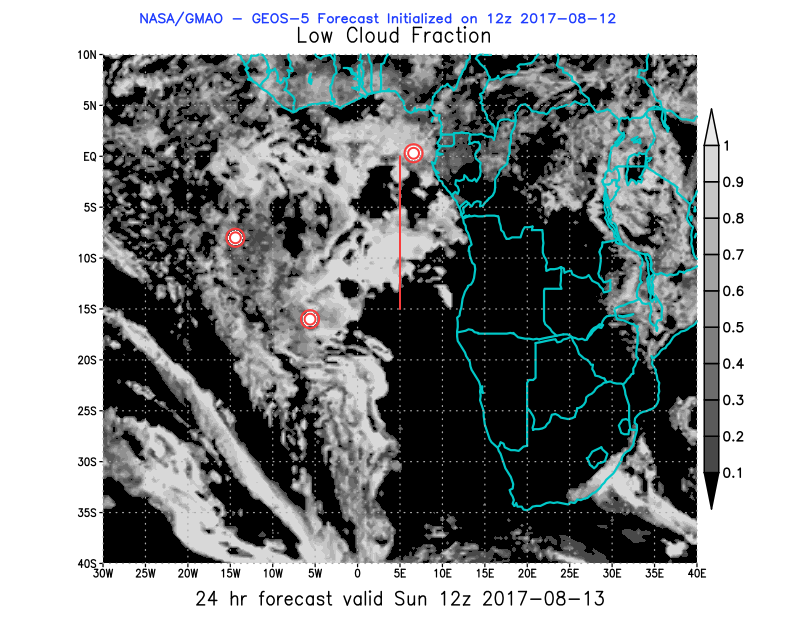 NASA/GMAO - GEOS-5 Forecast Initialized on 12z 2017-08-12
Low Cloud Fraction
10N
5N
EQ
5S
10S
15S
20S
25S
30S
35S
40S
30W 25W 20W 15W 10W 5W 0 5E 10E 15E 20E 25E 30E 35E 40E
1
0.9
0.8
0.7
0.6
0.5
0.4
0.3
0.2
0.1
24 hr forecast valid Sun 12z 2017-08-13